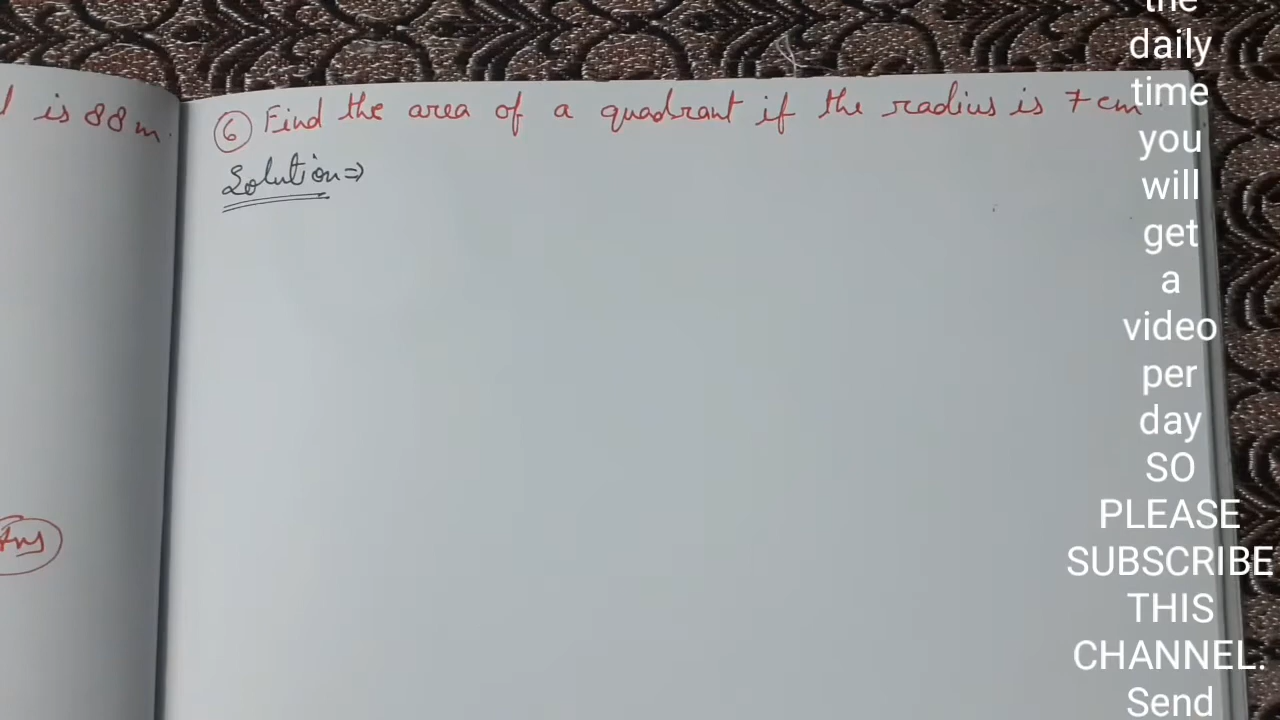 is 88 m.
⑥ Find the area of a quadrant if the radius is 7 cm
Solution ⇒
Ans
the
daily
time
you
will
get
a
video
per
day
SO
PLEASE
SUBSCRIBE
THIS
CHANNEL.
Send